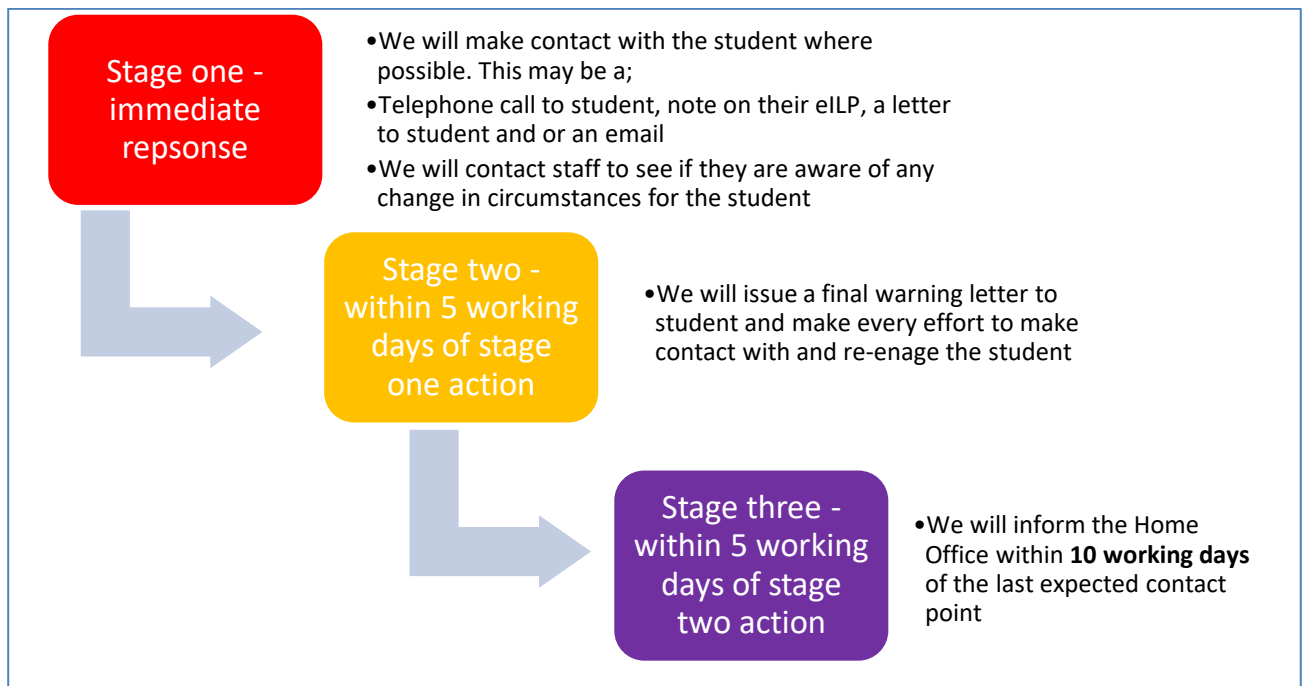 Stage one -
immediate
repsonse
•We will make contact with the student where
possible. This may be a;
•Telephone call to student, note on their eILP, a letter
to student and or an email
•We will contact staff to see if they are aware of any
change in circumstances for the student
Stage two -
within 5 working
days of stage
one action
•We will issue a final warning letter to
student and make every effort to make
contact with and re-enage the student
Stage three -
within 5 working
days of stage
two action
•We will inform the Home
Office within 10 working days
of the last expected contact
point